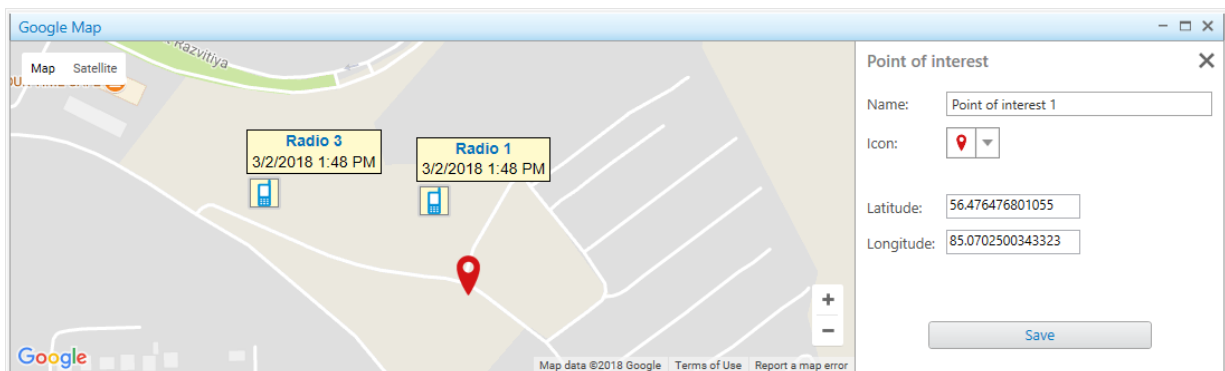 Google Map
Map Satellite
Razvitiya
Radio 3
3/2/2018 1:48 PM
Radio 1
3/2/2018 1:48 PM
+
−
Google
Map data ©2018 Google Terms of Use Report a map error
Point of interest
Name: Point of interest 1
Icon:
Latitude: 56.476476801055
Longitude: 85.0702500343323
Save